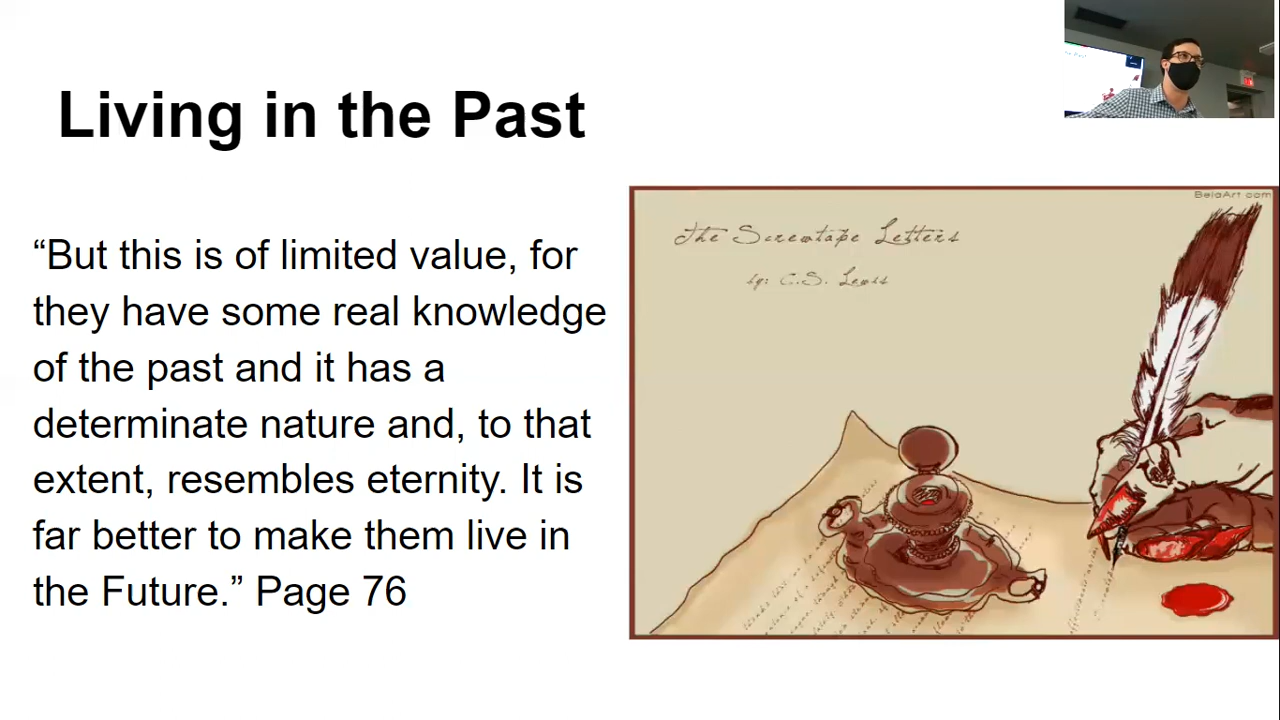 Living in the Past
“But this is of limited value, for
they have some real knowledge
of the past and it has a
determinate nature and, to that
extent, resembles eternity. It is
far better to make them live in
the Future.” Page 76
BelaArt.com
The Screwtape Letters
by: C.S. Lewis